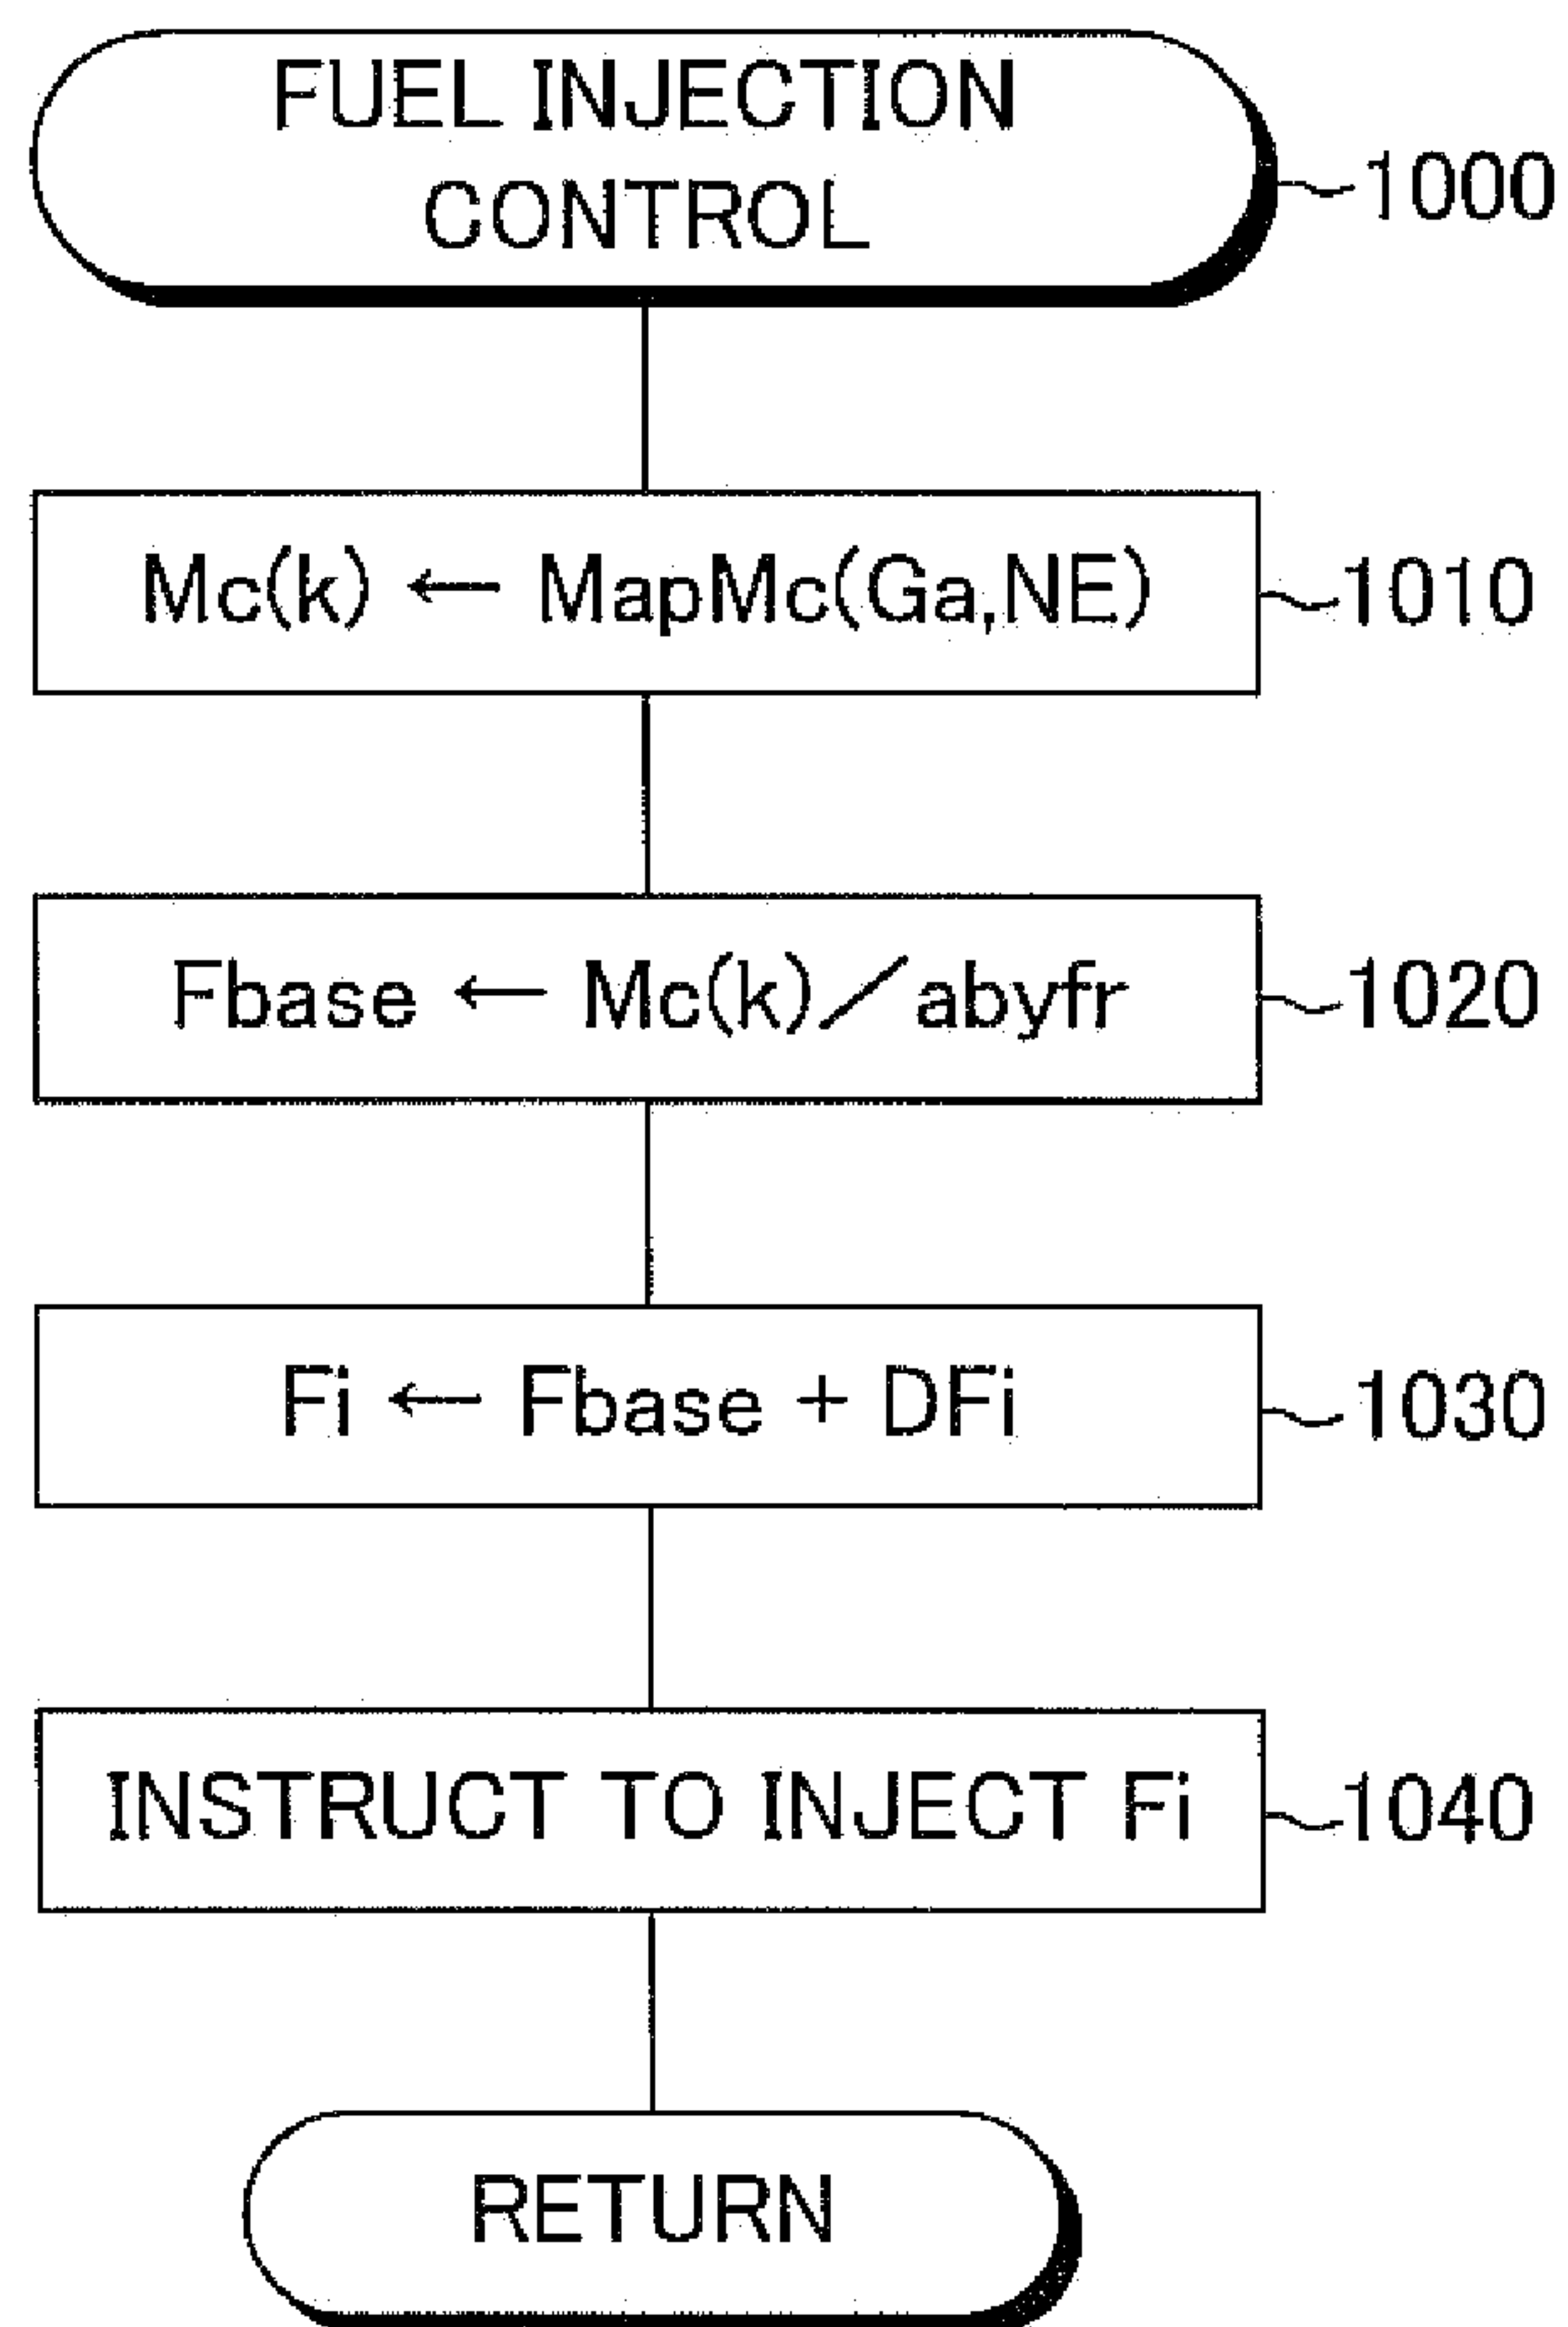 FUEL INJECTION
CONTROL
1000
Mc(k) ← MapMc(Ga,NE)
1010
Fbase ← Mc(k)／abyfr
1020
Fi ← Fbase + DFi
1030
INSTRUCT TO INJECT Fi
1040
RETURN